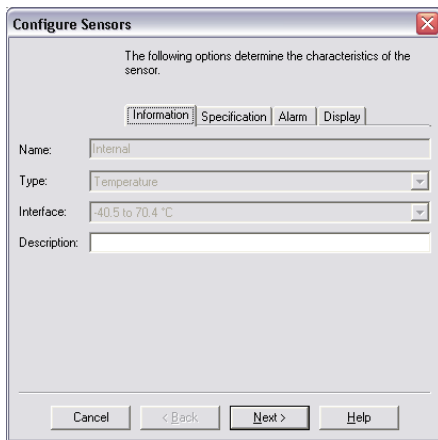 Configure Sensors
The following options determine the characteristics of the
sensor.
Information Specification Alarm Display
Name: Internal
Type: Temperature
Interface: -40.5 to 70.4 °C
Description:
Cancel < Back Next > Help